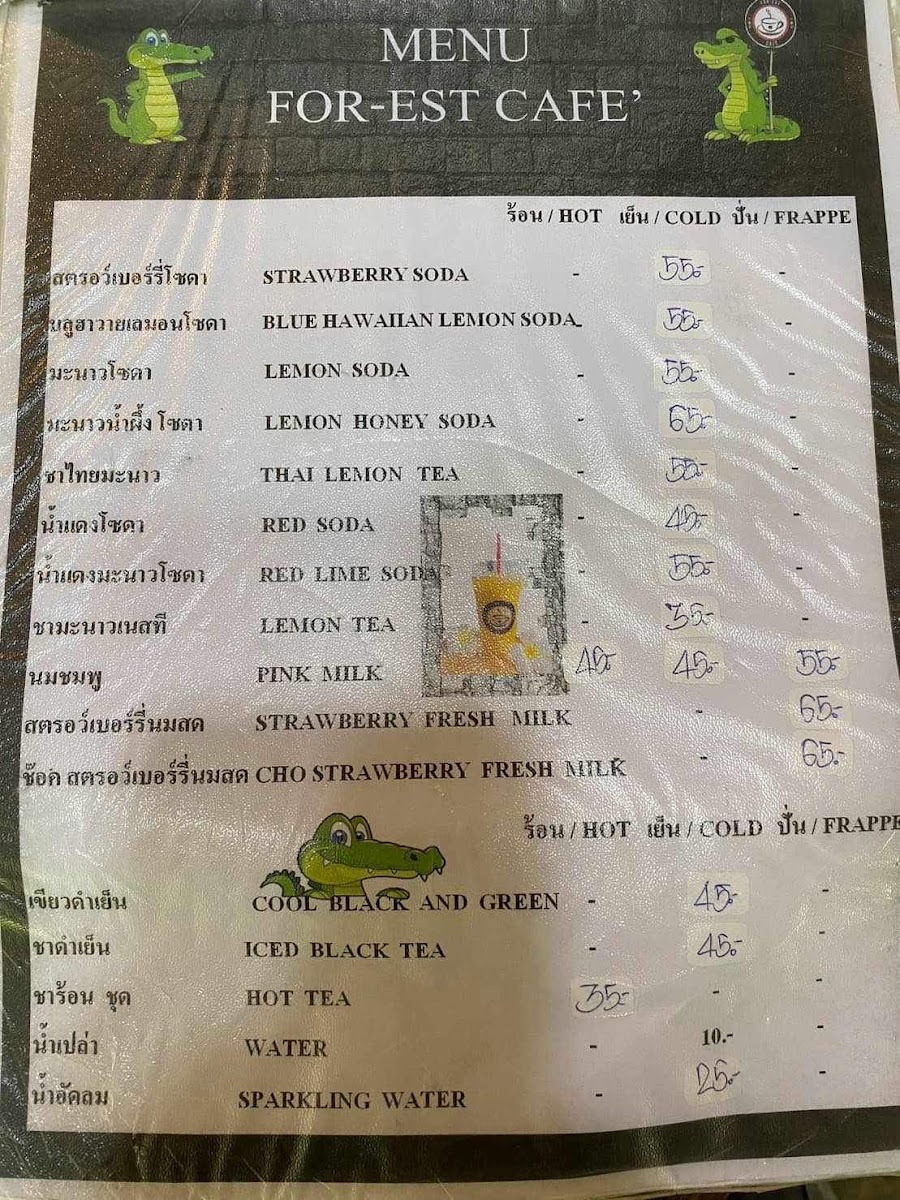 MENU
FOR-EST CAFE’
ร้อน / HOT เย็น / COLD ปั่น / FRAPPE
สตรอว์เบอร์รี่โซดา STRAWBERRY SODA - 55.- -
บลูฮาวายเลมอนโซดา BLUE HAWAIIAN LEMON SODA - 55.- -
มะนาวโซดา LEMON SODA - 55.- -
มะนาวน้ำผึ้งโซดา LEMON HONEY SODA - 65.- -
ชาไทยมะนาว THAI LEMON TEA - 55.- -
น้ำแดงโซดา RED SODA - 45.- -
น้ำแดงมะนาวโซดา RED LIME SODA - 55.- -
ชามะนาวเนสที LEMON TEA - 35.- -
นมชมพู PINK MILK 45.- 45.- 55.-
สตรอว์เบอร์รี่นมสด STRAWBERRY FRESH MILK - 65.-
ช๊อค สตรอว์เบอร์รี่นมสด CHO STRAWBERRY FRESH MILK - 65.-
ร้อน / HOT เย็น / COLD ปั่น / FRAPPE
เขียวดำเย็น COOL BLACK AND GREEN - 45.- -
ชาดำเย็น ICED BLACK TEA - 45.- -
ชาร้อน ชุด HOT TEA 35.- - -
น้ำเปล่า WATER - 10.- -
น้ำอัดลม SPARKLING WATER - 25.- -